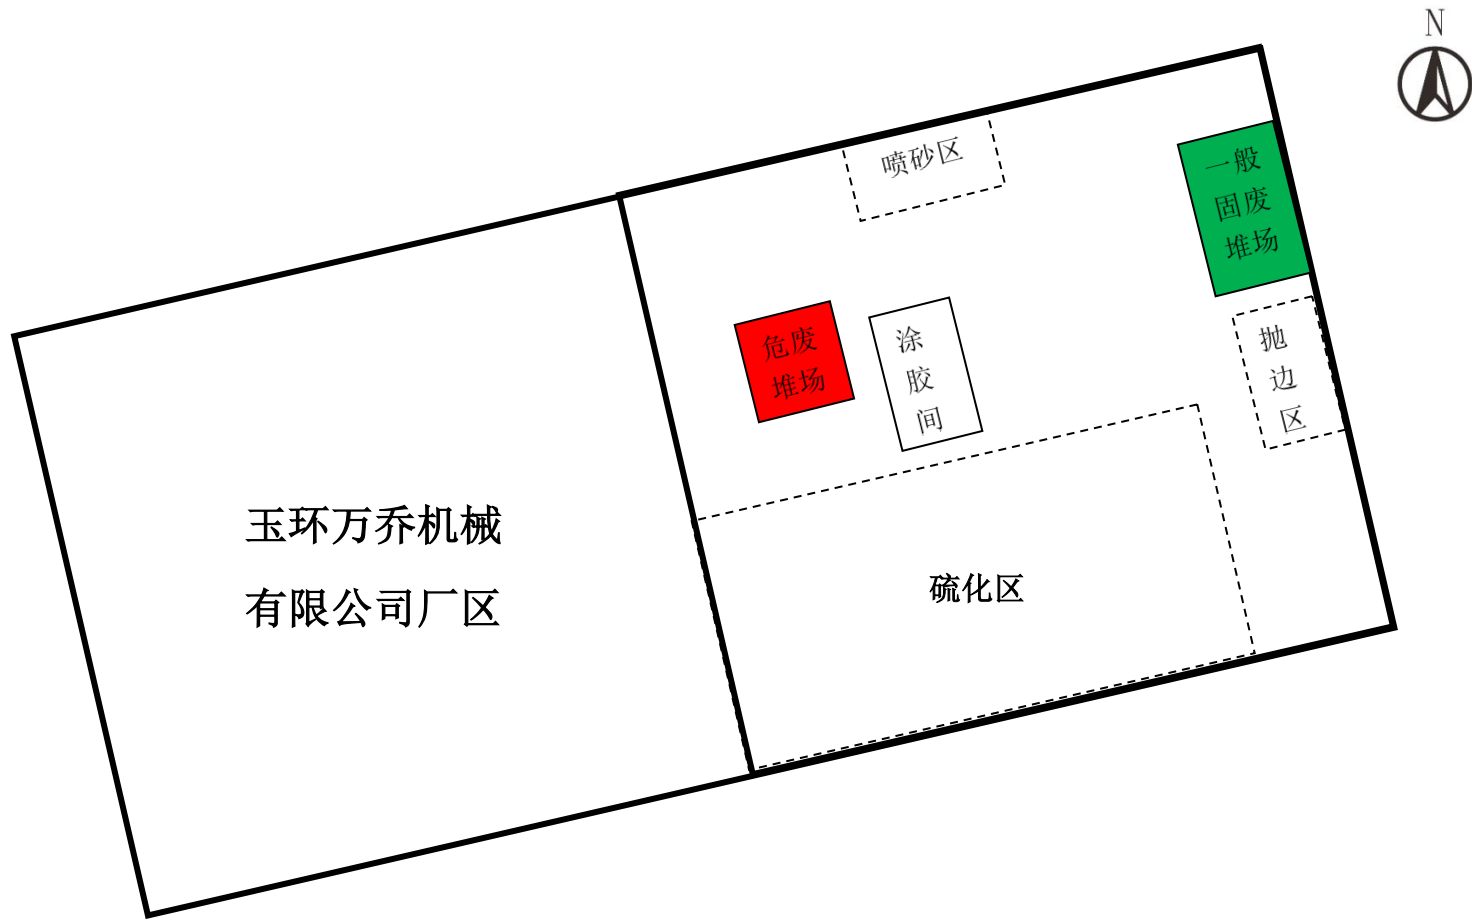 N
喷砂区
一般
固废
堆场
危废
堆场
涂
胶
间
抛
边
区
玉环万乔机械
有限公司厂区
硫化区